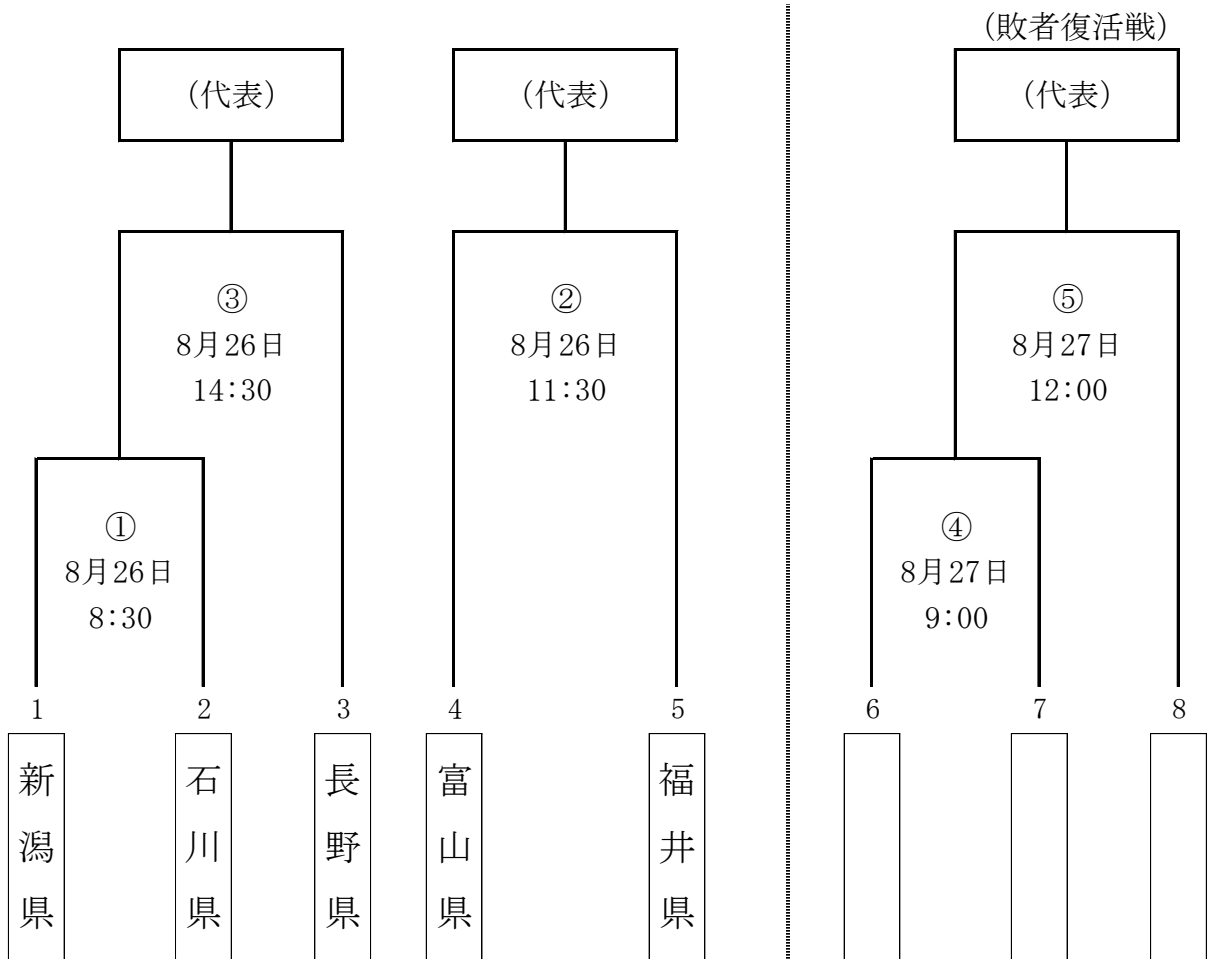 (敗者復活戦)
(代表)
(代表)
(代表)
③
8月26日
14:30
②
8月26日
11:30
⑤
8月27日
12:00
①
8月26日
8:30
④
8月27日
9:00
1
2
3
4
5
6
7
8
新潟県
石川県
長野県
富山県
福井県